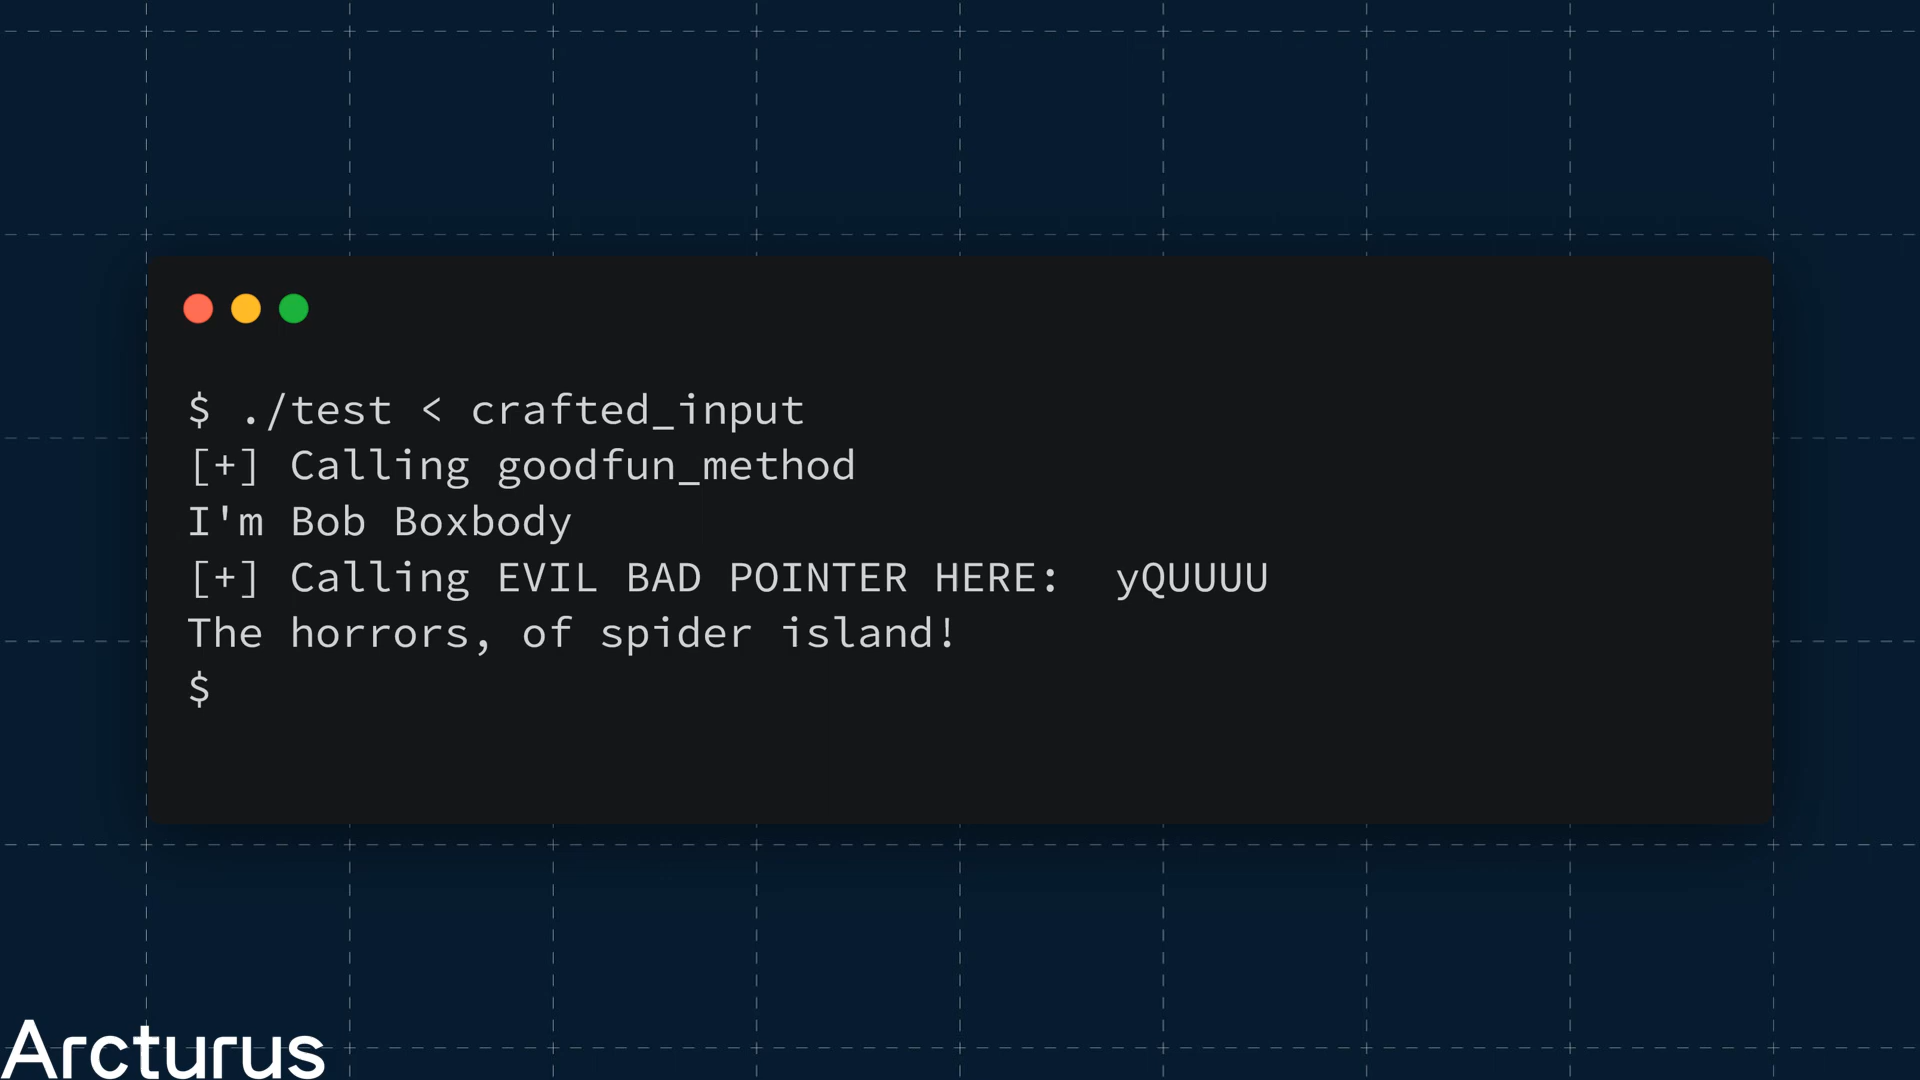 $ ./test < crafted_input
[+] Calling goodfun_method
I'm Bob Boxbody
[+] Calling EVIL BAD POINTER HERE:  yQUUUU
The horrors, of spider island!
$
Arcturus